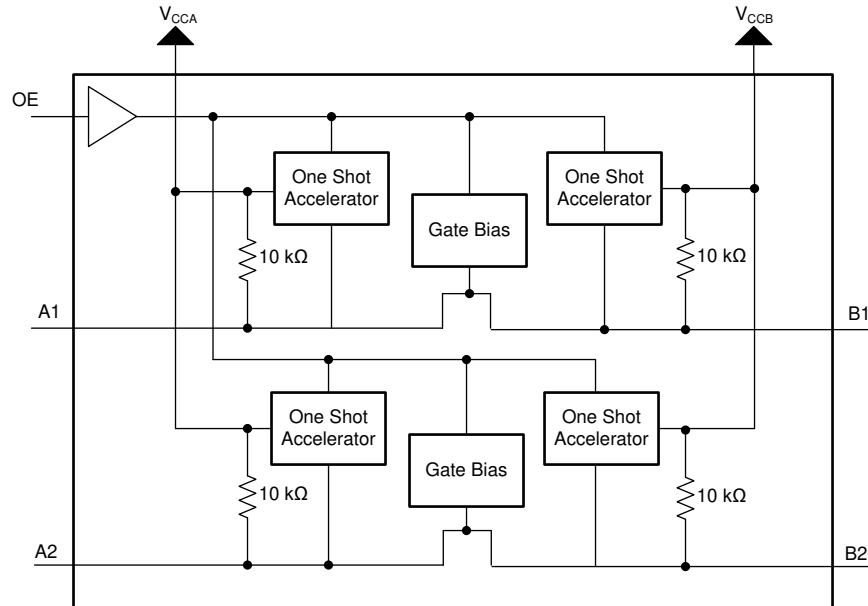 VCCA
VCCB
OE
One Shot
Accelerator
One Shot
Accelerator
Gate Bias
10 kΩ
10 kΩ
A1
B1
One Shot
Accelerator
One Shot
Accelerator
Gate Bias
10 kΩ
10 kΩ
A2
B2